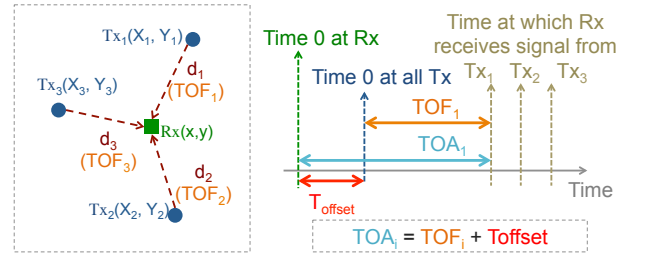 Tx₁(X₁, Y₁)
d₁
(TOF₁)
Tx₃(X₃, Y₃)
Rx(x,y)
d₃
(TOF₃)
d₂
(TOF₂)
Tx₂(X₂, Y₂)
Time 0 at Rx
Time at which Rx
receives signal from
Tx₁ Tx₂ Tx₃
Time 0 at all Tx
TOF₁
TOA₁
Time
Toffset
TOAᵢ = TOFᵢ + Toffset